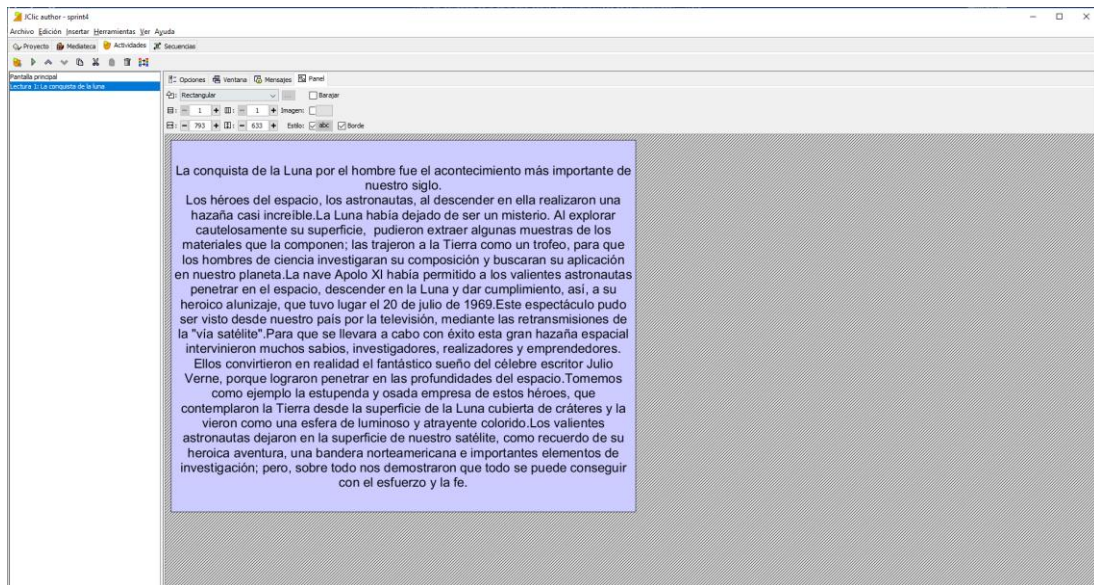 JClic author - sprint4
Archivo Edición Insertar Herramientas Ver Ayuda
Proyecto Mediateca Actividades Secuencias
Pantalla principal
Lectura 1: La conquista de la luna
Opciones Ventana Mensajes Panel
Rectangular ... Barajar
1 1 Imagen:
793 633 Estilo: abc Borde
La conquista de la Luna por el hombre fue el acontecimiento más importante de
nuestro siglo.
Los héroes del espacio, los astronautas, al descender en ella realizaron una
hazaña casi increíble.La Luna había dejado de ser un misterio. Al explorar
cautelosamente su superficie, pudieron extraer algunas muestras de los
materiales que la componen; las trajeron a la Tierra como un trofeo, para que
los hombres de ciencia investigaran su composición y buscaran su aplicación
en nuestro planeta.La nave Apolo XI había permitido a los valientes astronautas
penetrar en el espacio, descender en la Luna y dar cumplimiento, así, a su
heroico alunizaje, que tuvo lugar el 20 de julio de 1969.Este espectáculo pudo
ser visto desde nuestro país por la televisión, mediante las retransmisiones de
la "vía satélite".Para que se llevara a cabo con éxito esta gran hazaña espacial
intervinieron muchos sabios, investigadores, realizadores y emprendedores.
Ellos convirtieron en realidad el fantástico sueño del célebre escritor Julio
Verne, porque lograron penetrar en las profundidades del espacio.Tomemos
como ejemplo la estupenda y osada empresa de estos héroes, que
contemplaron la Tierra desde la superficie de la Luna cubierta de cráteres y la
vieron como una esfera de luminoso y atrayente colorido.Los valientes
astronautas dejaron en la superficie de nuestro satélite, como recuerdo de su
heroica aventura, una bandera norteamericana e importantes elementos de
investigación; pero, sobre todo nos demostraron que todo se puede conseguir
con el esfuerzo y la fe.